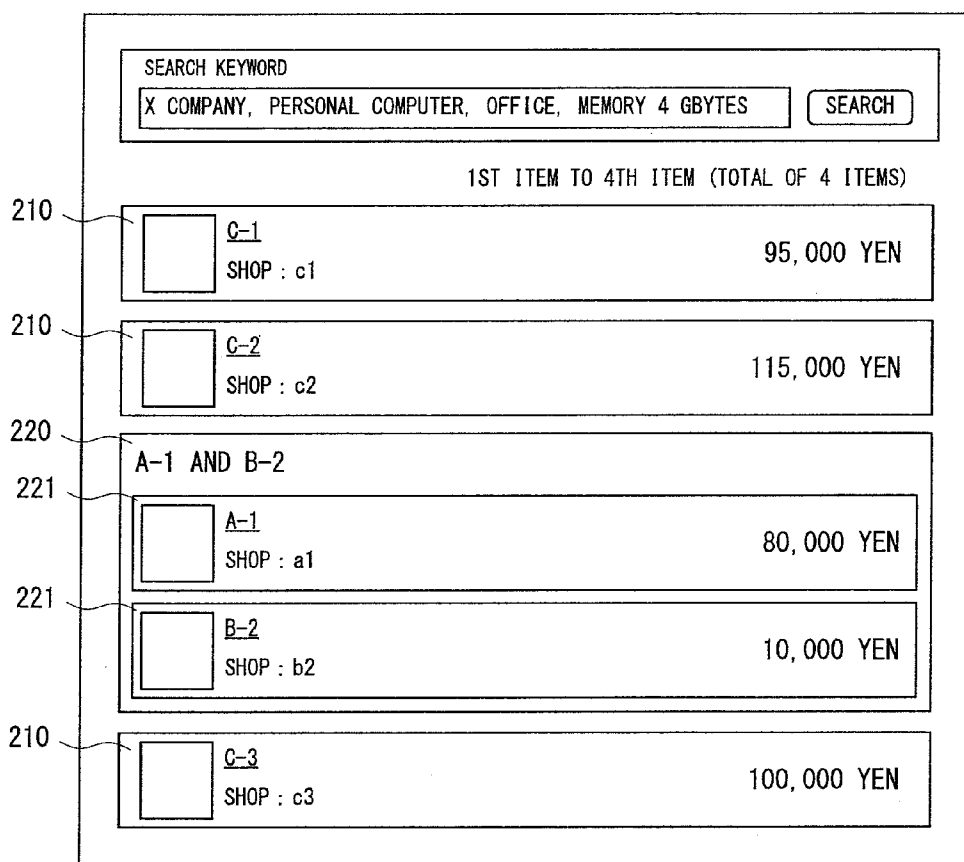 SEARCH KEYWORD
X COMPANY, PERSONAL COMPUTER, OFFICE, MEMORY 4 GBYTES SEARCH
1ST ITEM TO 4TH ITEM (TOTAL OF 4 ITEMS)
210
C-1
SHOP : c1
95,000 YEN
210
C-2
SHOP : c2
115,000 YEN
220
A-1 AND B-2
221
A-1
SHOP : a1
80,000 YEN
221
B-2
SHOP : b2
10,000 YEN
210
C-3
SHOP : c3
100,000 YEN